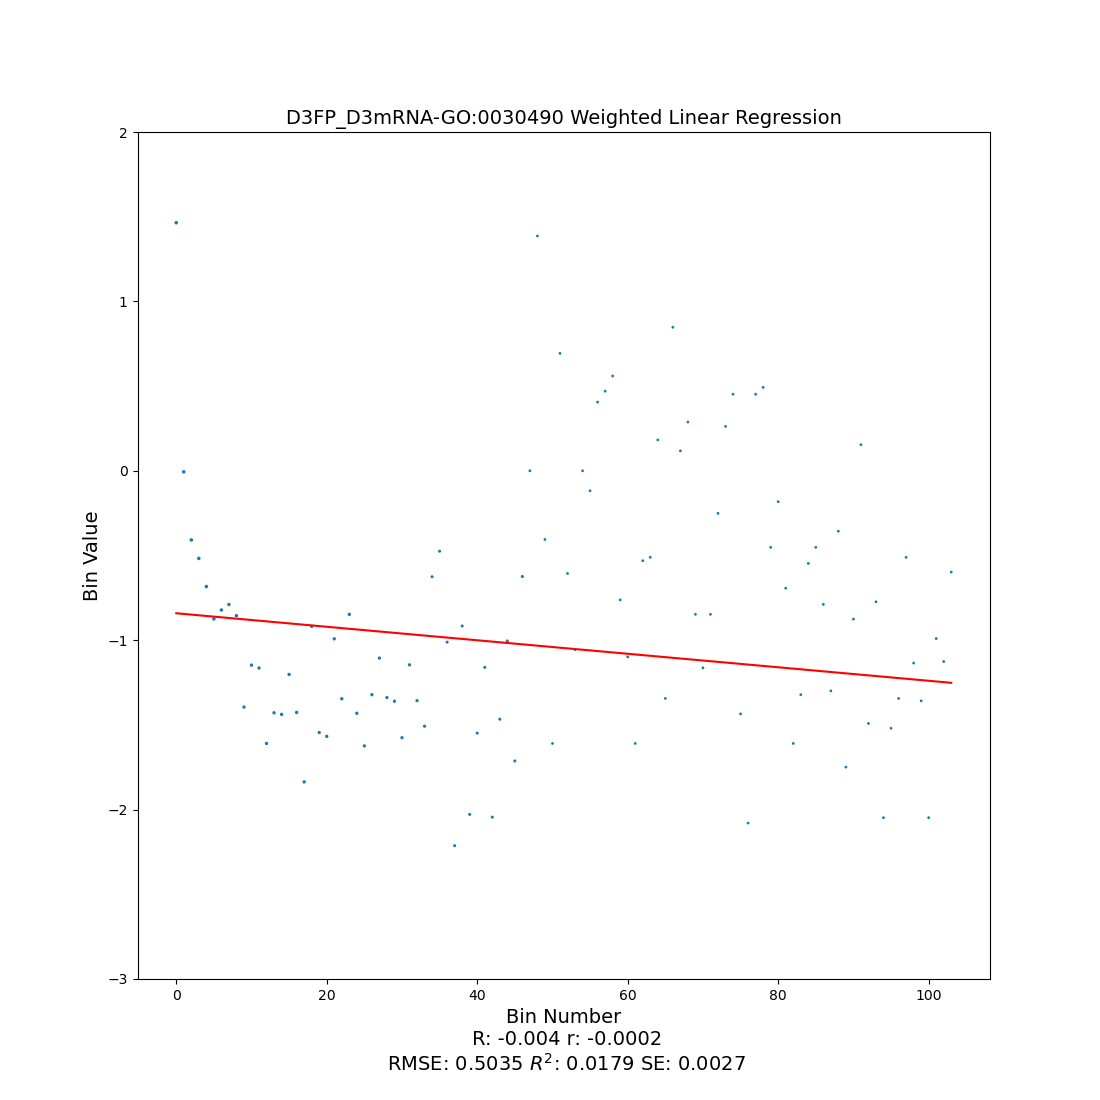 D3FP_D3mRNA-GO:0030490 Weighted Linear Regression
2
1
0
−1
−2
−3
Bin Value
0 20 40 60 80 100
Bin Number
R: -0.004 r: -0.0002
RMSE: 0.5035 R²: 0.0179 SE: 0.0027